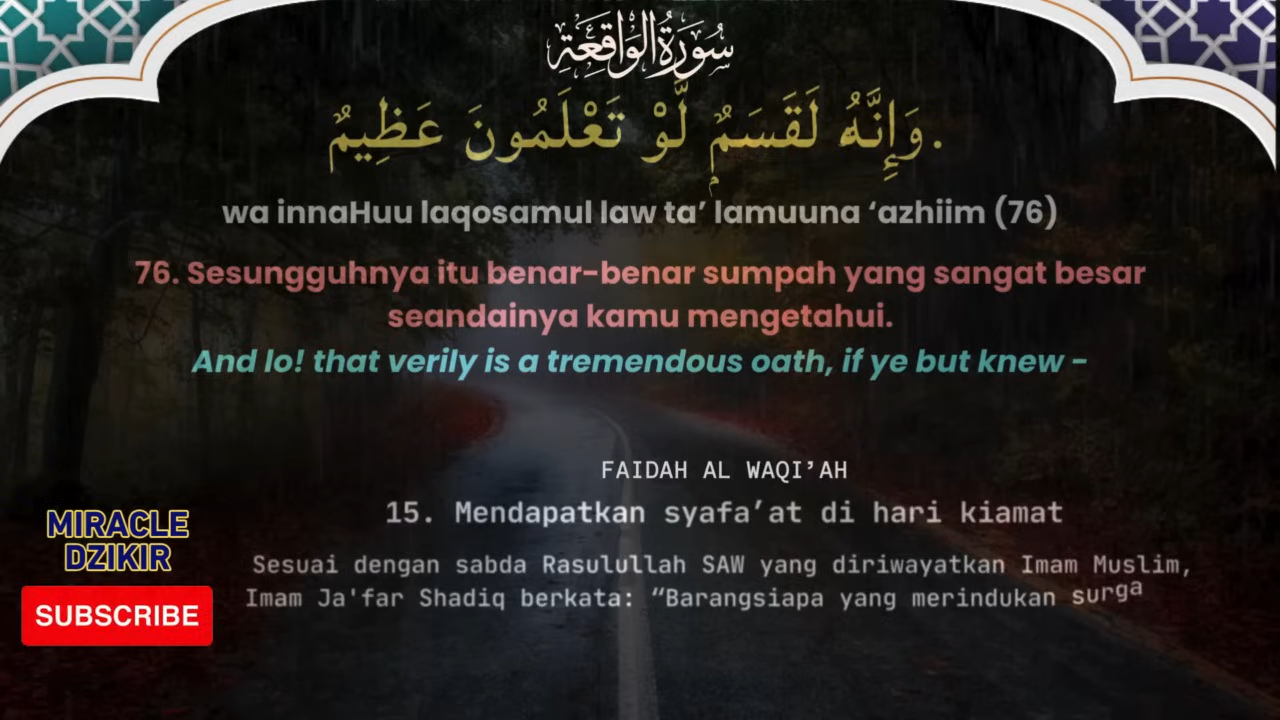 سُورَةُ الْوَاقِعَة
وَإِنَّهُ لَقَسَمٌ لَّوْ تَعْلَمُونَ عَظِيمٌ.
wa innaHuu laqosamul law ta’ lamuuna ‘azhiim (76)
76. Sesungguhnya itu benar-benar sumpah yang sangat besar
seandainya kamu mengetahui.
And lo! that verily is a tremendous oath, if ye but knew -
FAIDAH AL WAQI’AH
15. Mendapatkan syafa’at di hari kiamat
Sesuai dengan sabda Rasulullah SAW yang diriwayatkan Imam Muslim,
Imam Ja'far Shadiq berkata: “Barangsiapa yang merindukan surga
MIRACLE
DZIKIR
SUBSCRIBE